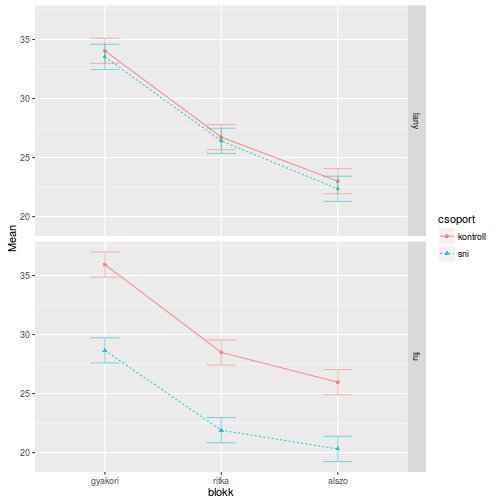 35
30
25
20
lany
Mean
35
30
25
20
fiu
gyakori
ritka
alszo
blokk
csoport
kontroll
sni